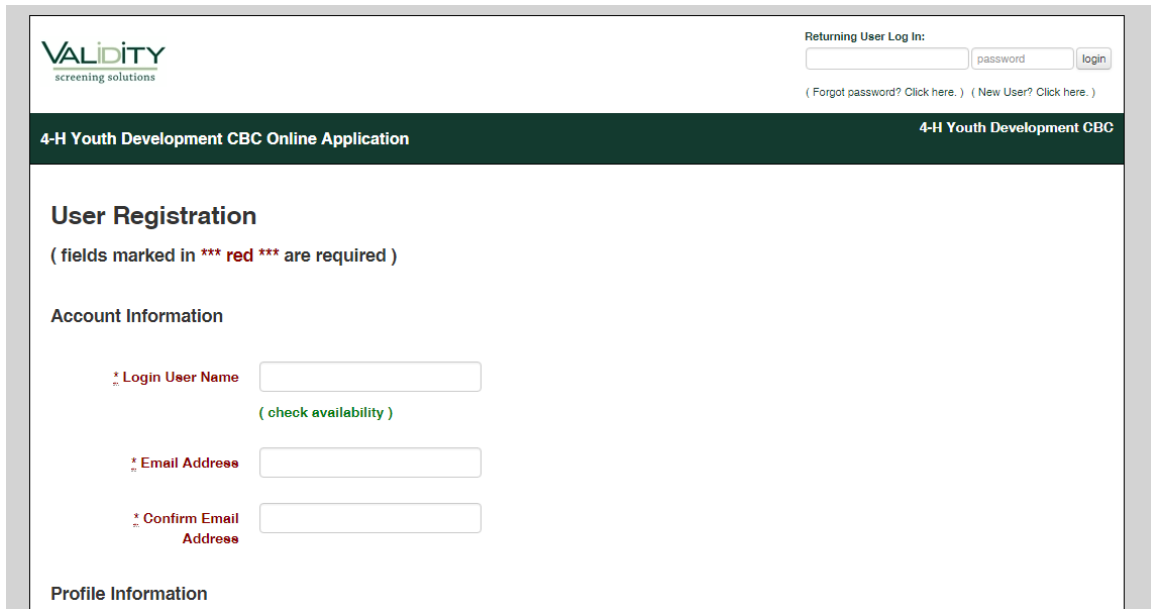 VALIDITY
screening solutions
Returning User Log In:
password
login
( Forgot password? Click here. ) ( New User? Click here. )
4-H Youth Development CBC Online Application
4-H Youth Development CBC
User Registration
( fields marked in *** red *** are required )
Account Information
* Login User Name
( check availability )
* Email Address
* Confirm Email
Address
Profile Information